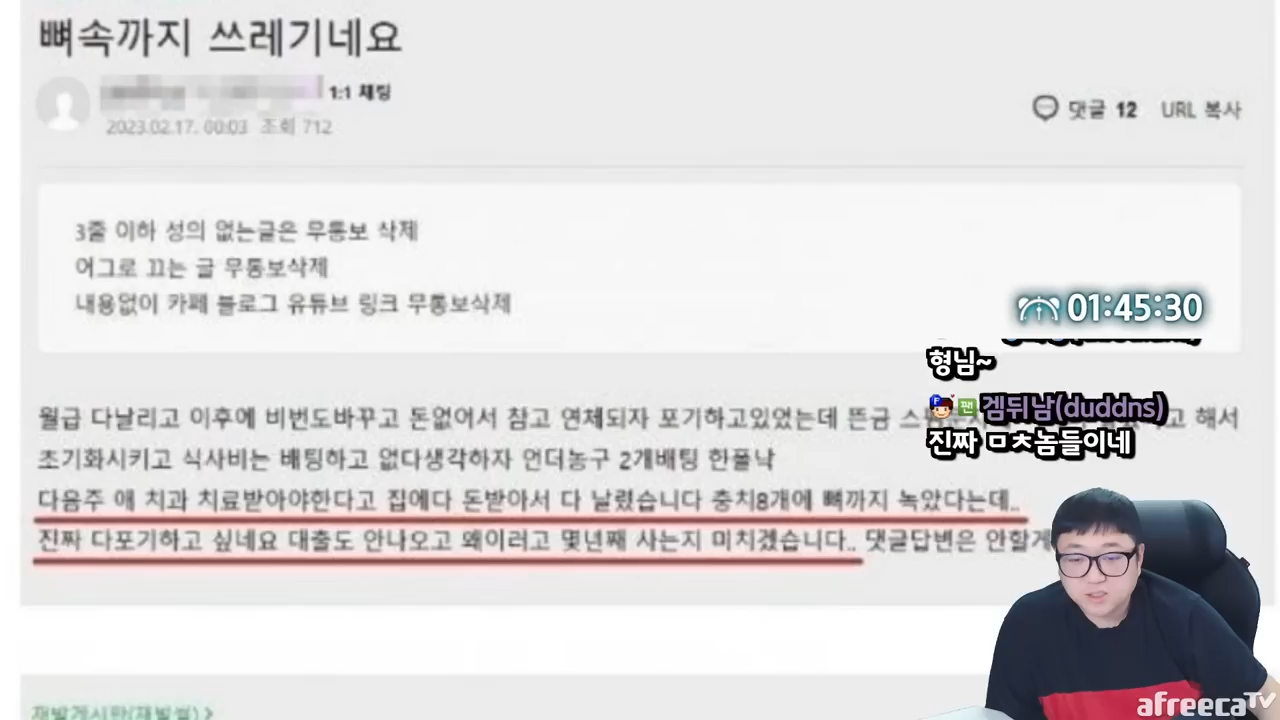 뼈속까지 쓰레기네요
1:1 채팅
2023.02.17. 00:03 조회 712
댓글 12 URL 복사
3줄 이하 성의 없는글은 무통보 삭제
어그로 끄는 글 무통보삭제
내용없이 카페 블로그 유튜브 링크 무통보삭제
01:45:30
형님~
팬 겜뒤남(duddns)
진짜 ㅁㅊ놈들이네
월급 다날리고 이후에 비번도바꾸고 돈없어서 참고 연체되자 포기하고있었는데 뜬금 해서
초기화시키고 식사비는 배팅하고 없다생각하자 언더농구 2개배팅 한폴낙
다음주 애 치과 치료받아야한다고 집에다 돈받아서 다 날렸습니다 충치8개에 뼈까지 녹았다는데..
진짜 다포기하고 싶네요 대출도 안나오고 왜이러고 몇년째 사는지 미치겠습니다.. 댓글답변은 안할게
afreecaTV